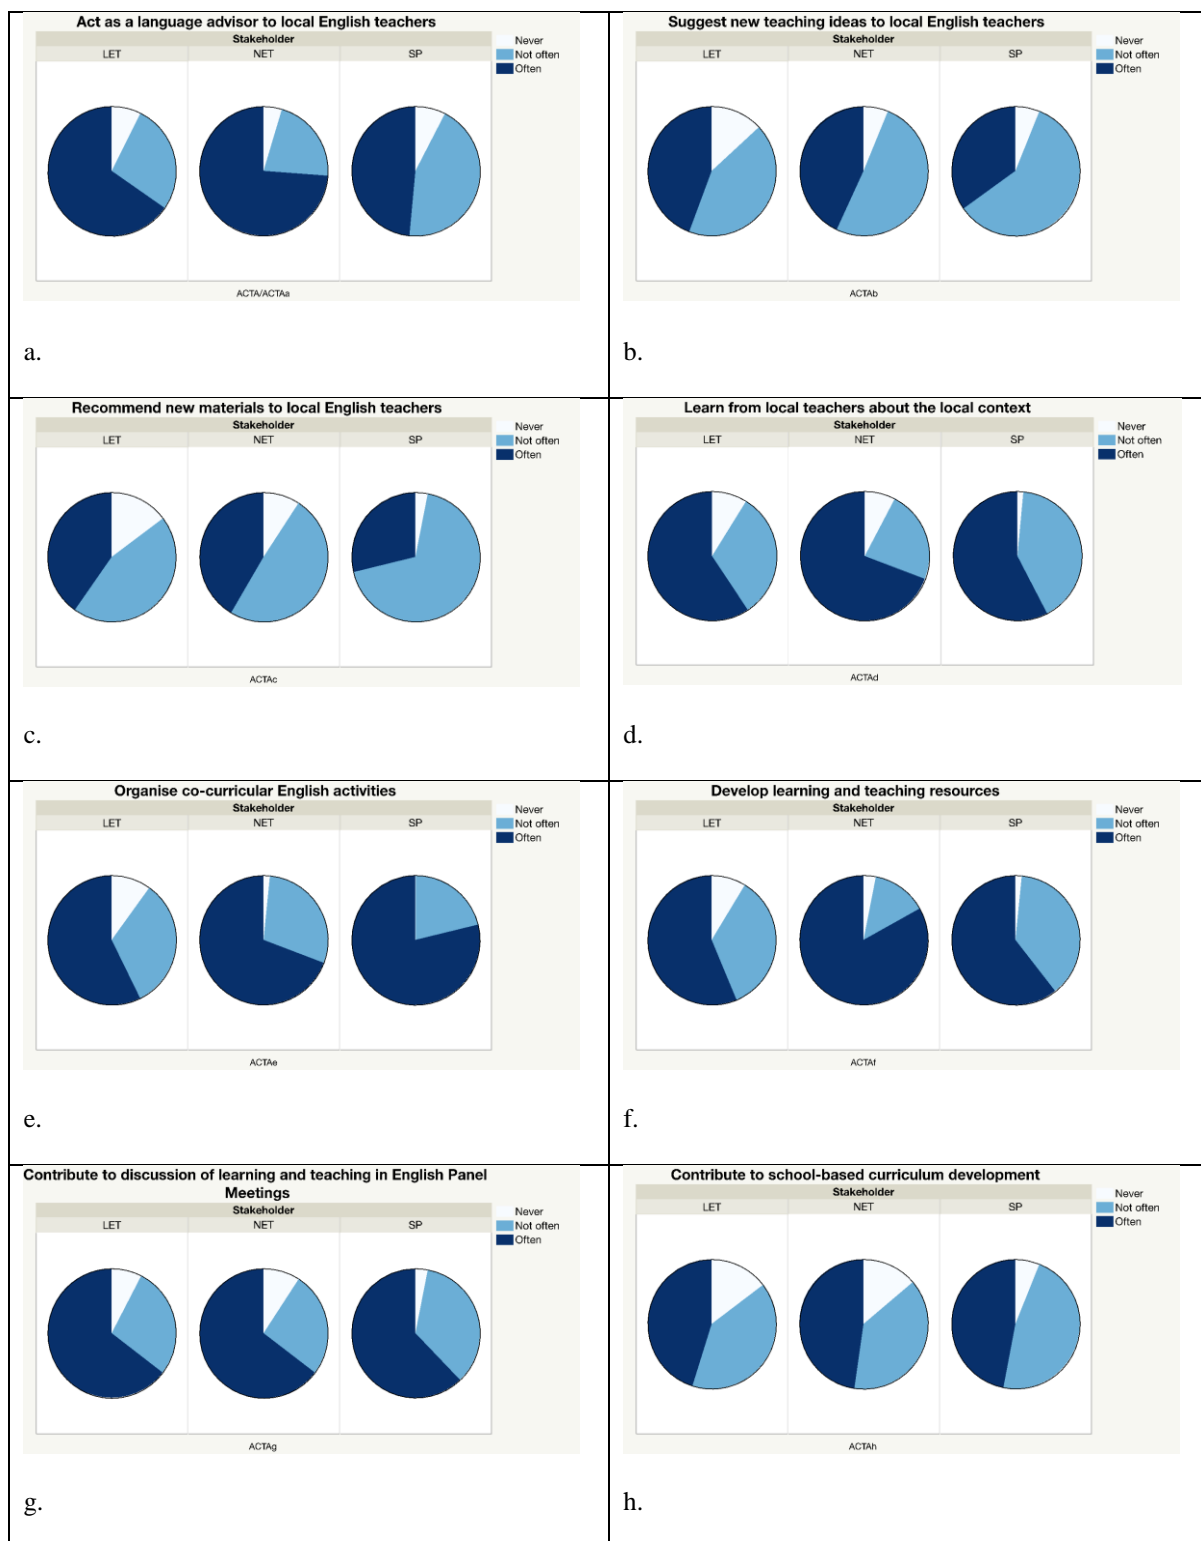 Act as a language advisor to local English teachers
Stakeholder
LET NET SP
Never
Not often
Often
ACTA/ACTAa
a.
Suggest new teaching ideas to local English teachers
Stakeholder
LET NET SP
Never
Not often
Often
ACTAb
b.
Recommend new materials to local English teachers
Stakeholder
LET NET SP
Never
Not often
Often
ACTAc
c.
Learn from local teachers about the local context
Stakeholder
LET NET SP
Never
Not often
Often
ACTAd
d.
Organise co-curricular English activities
Stakeholder
LET NET SP
Never
Not often
Often
ACTAe
e.
Develop learning and teaching resources
Stakeholder
LET NET SP
Never
Not often
Often
ACTAf
f.
Contribute to discussion of learning and teaching in English Panel
Meetings
Stakeholder
LET NET SP
Never
Not often
Often
ACTAg
g.
Contribute to school-based curriculum development
Stakeholder
LET NET SP
Never
Not often
Often
ACTAh
h.